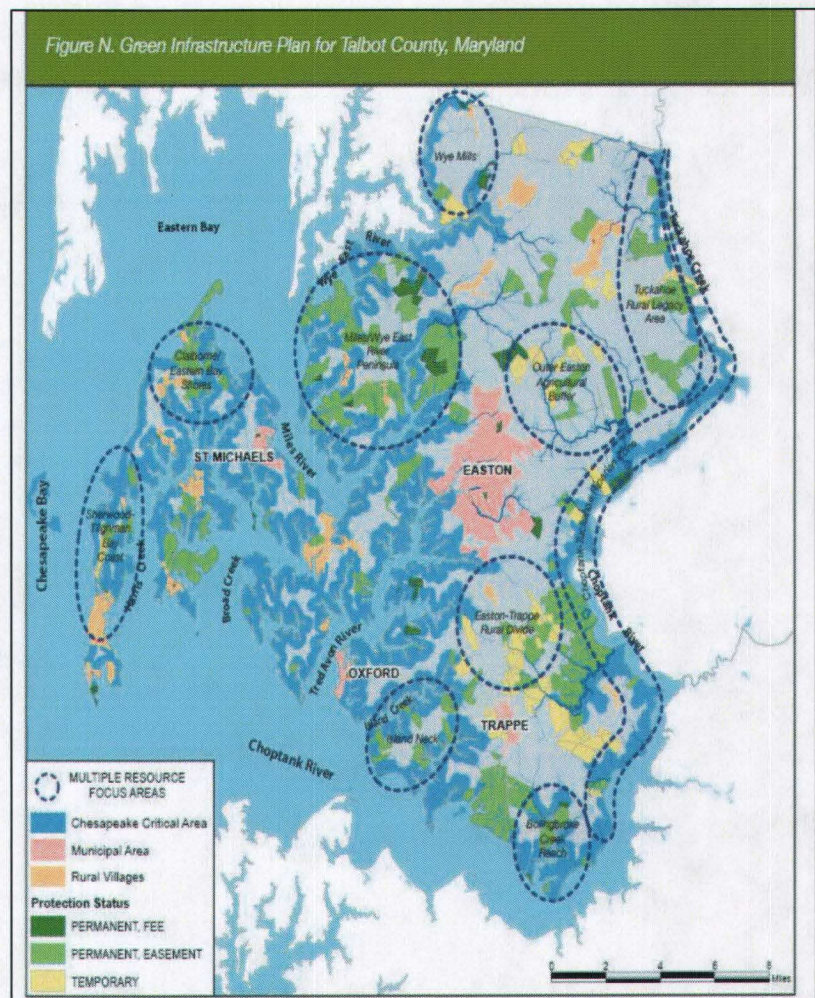 Figure N. Green Infrastructure Plan for Talbot County, Maryland
Wye Mills
Eastern Bay
Wye East River
Tuckahoe Creek
Tuckahoe
Rural Legacy
Area
Miles/Wye East
River
Peninsula
Claiborne/
Eastern Bay
Shores
Outer Easton
Agricultural
Buffer
ST MICHAELS
Miles River
EASTON
Chesapeake Bay
Sherwood-
Tilghman
Bay
Coast
Harris Creek
Broad Creek
Choptank River
Easton-Trappe
Rural Divide
Tred Avon River
OXFORD
Island Creek
Island Neck
TRAPPE
Choptank River
Bolingbroke
Creek
Reach
MULTIPLE RESOURCE
FOCUS AREAS
Chesapeake Critical Area
Municipal Area
Rural Villages
Protection Status
PERMANENT, FEE
PERMANENT, EASEMENT
TEMPORARY
0 2 4 6 8
Miles